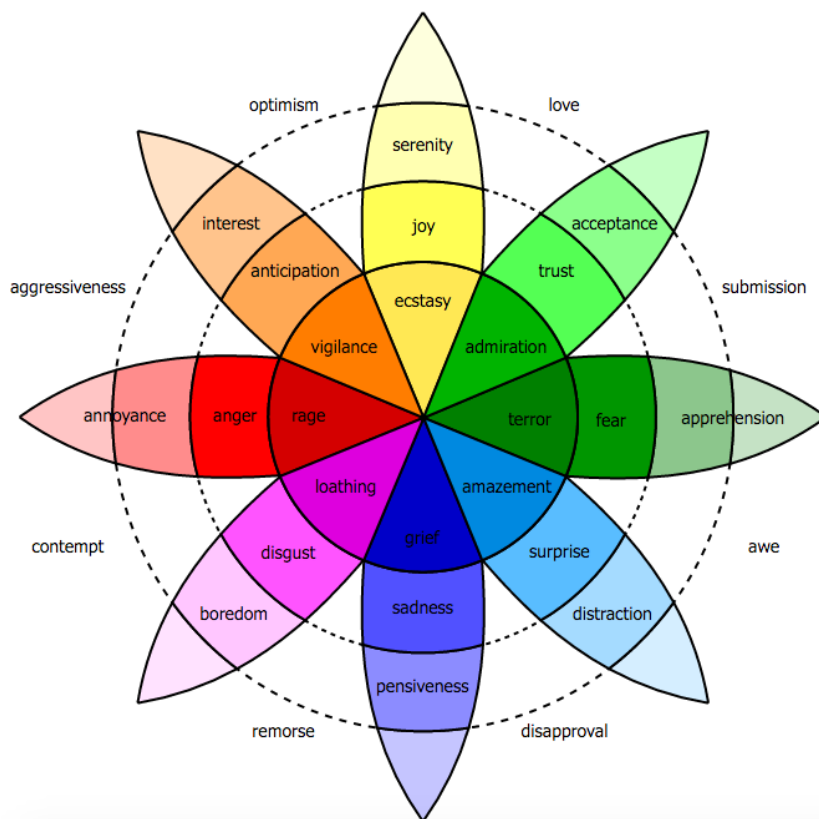 optimism
love
serenity
interest
acceptance
joy
anticipation
trust
aggressiveness
submission
ecstasy
vigilance
admiration
annoyance
anger
rage
terror
fear
apprehension
loathing
amazement
contempt
grief
awe
disgust
surprise
boredom
sadness
distraction
pensiveness
remorse
disapproval